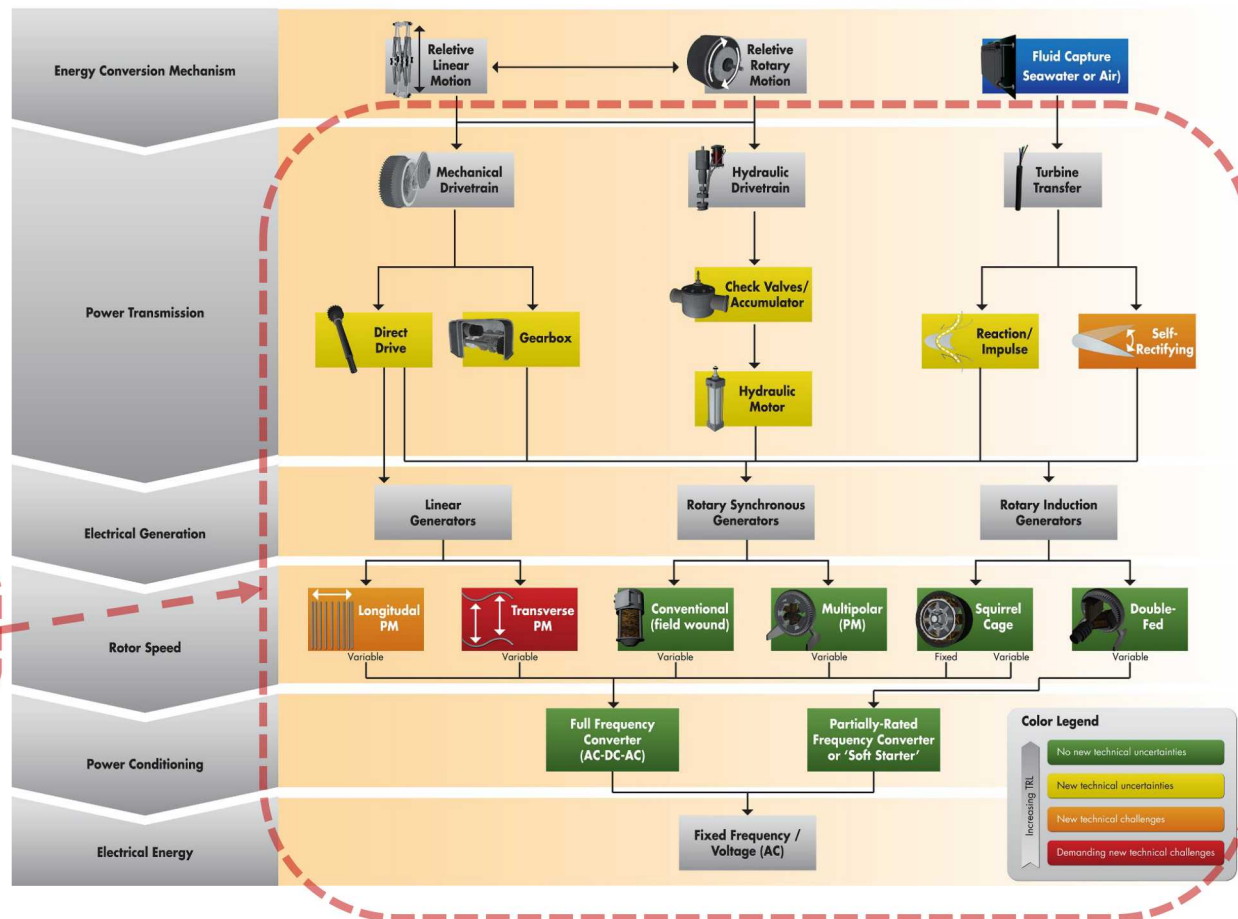 Energy Conversion Mechanism
Reletive
Linear
Motion
Reletive
Rotary
Motion
Fluid Capture
Seawater or Air)
Power Transmission
Mechanical
Drivetrain
Hydraulic
Drivetrain
Turbine
Transfer
Direct
Drive
Gearbox
Check Valves/
Accumulator
Hydraulic
Motor
Reaction/
Impulse
Self-
Rectifying
Electrical Generation
Linear
Generators
Rotary Synchronous
Generators
Rotary Induction
Generators
Rotor Speed
Longitudal
PM
Variable
Transverse
PM
Variable
Conventional
(field wound)
Variable
Multipolar
(PM)
Variable
Squirrel
Cage
Fixed
Variable
Double-
Fed
Variable
Power Conditioning
Full Frequency
Converter
(AC-DC-AC)
Partially-Rated
Frequency Converter
or ‘Soft Starter’
Electrical Energy
Fixed Frequency /
Voltage (AC)
Color Legend
Increasing TRL
No new technical uncertainties
New technical uncertainties
New technical challenges
Demanding new technical challenges